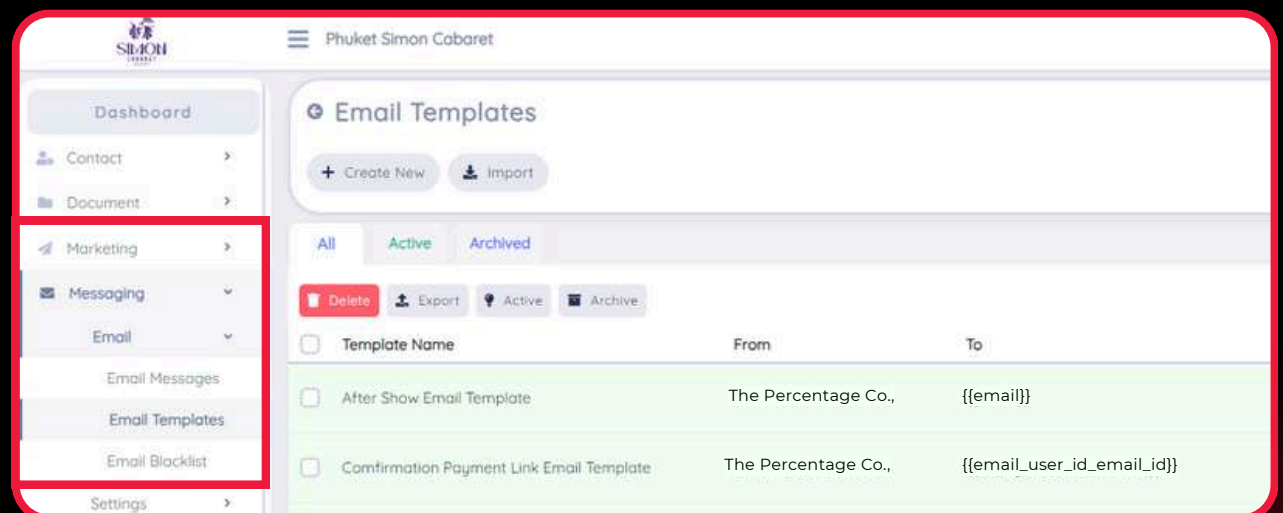 SIMON
CABARET
Phuket Simon Cabaret
Dashboard
Contact
Document
Marketing
Messaging
Email
Email Messages
Email Templates
Email Blacklist
Settings
Email Templates
+ Create New
Import
All
Active
Archived
Delete
Export
Active
Archive
Template Name
From
To
After Show Email Template
The Percentage Co.,
{{email}}
Comfirmation Payment Link Email Template
The Percentage Co.,
{{email_user_id_email_id}}